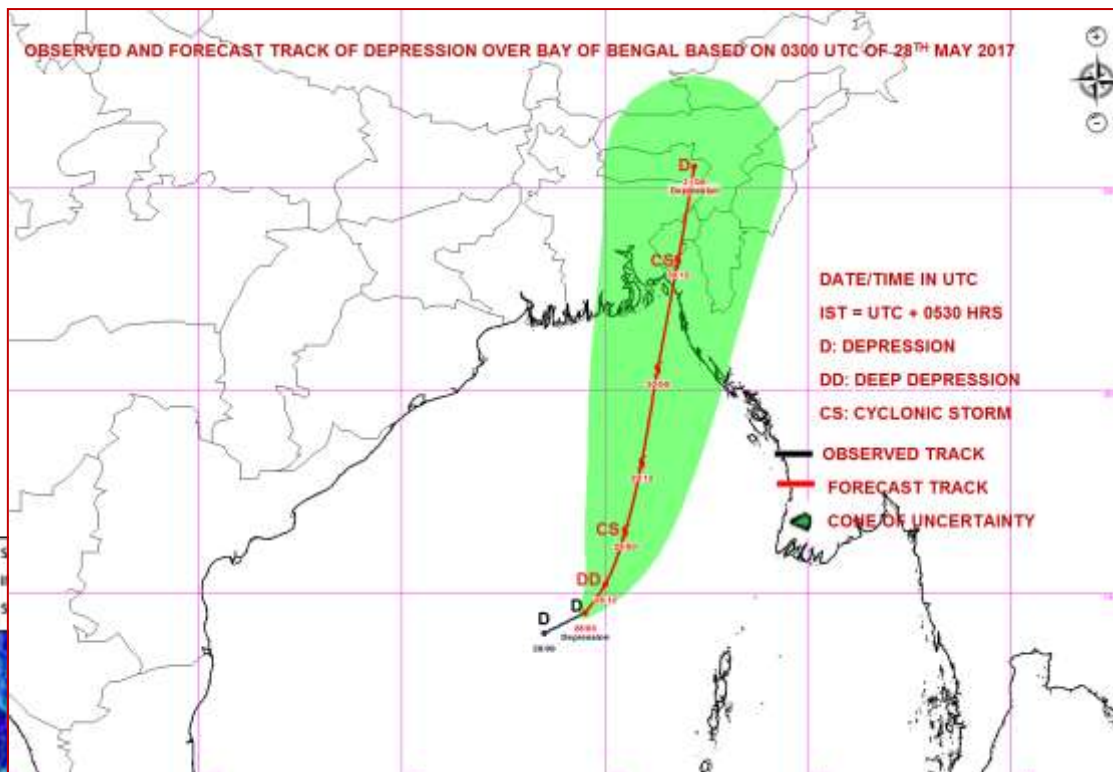 OBSERVED AND FORECAST TRACK OF DEPRESSION OVER BAY OF BENGAL BASED ON 0300 UTC OF 28TH MAY 2017
D
Depression
CS
DATE/TIME IN UTC
IST = UTC + 0530 HRS
D: DEPRESSION
DD: DEEP DEPRESSION
CS: CYCLONIC STORM
OBSERVED TRACK
FORECAST TRACK
CONE OF UNCERTAINTY
CS
DD
D
D
Depression